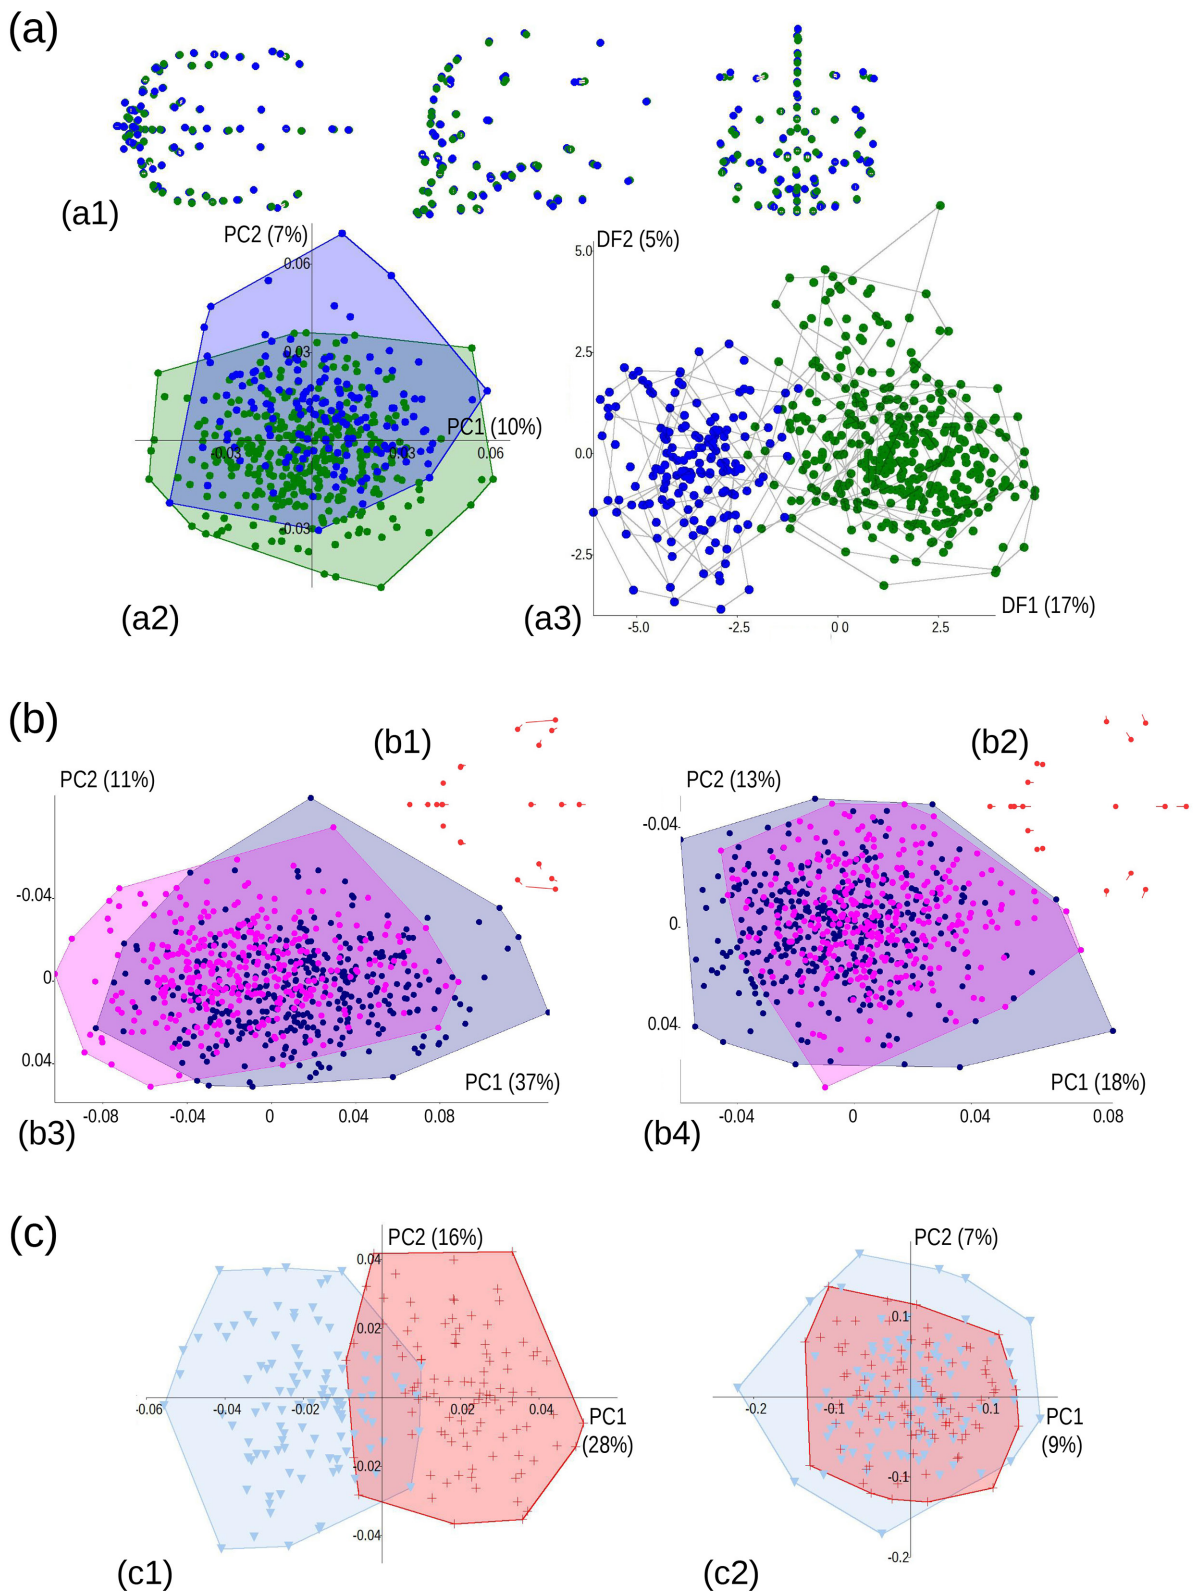 (a)
(a1)
PC2 (7%)
0.06
0.03
PC1 (10%)
-0.03
0.03
0.06
-0.03
(a2)
DF2 (5%)
5.0
2.5
0.0
-2.5
DF1 (17%)
-5.0
-2.5
0 0
2.5
(a3)
(b)
(b1)
PC2 (11%)
-0.04
0.
0.04
PC1 (37%)
-0.08
-0.04
0
0.04
0.08
(b3)
(b2)
PC2 (13%)
-0.04
0.
0.04
PC1 (18%)
-0.04
0
0.04
0.08
(b4)
(c)
PC2 (16%)
0.04
0.02
-0.06
-0.04
-0.02
0.02
0.04
PC1
(28%)
-0.02
-0.04
(c1)
PC2 (7%)
0.1
-0.2
-0.1
0.1
PC1
(9%)
-0.1
-0.2
(c2)